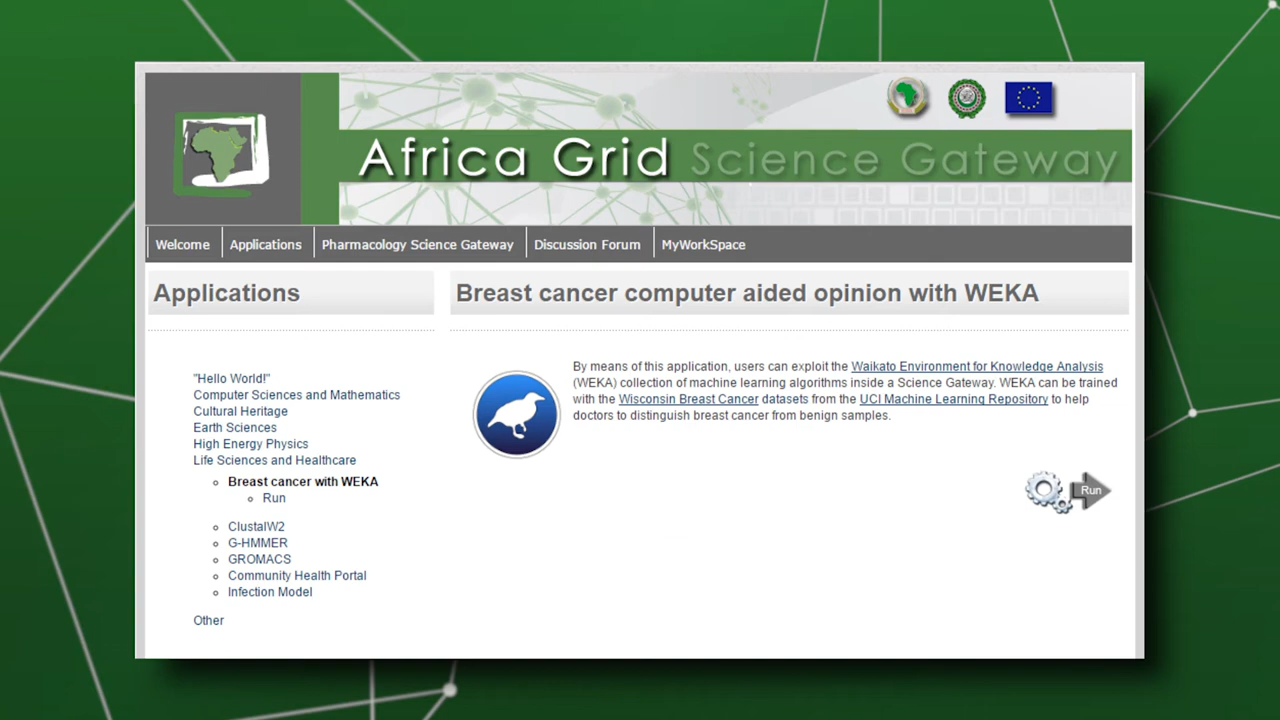 Africa Grid Science Gateway
Welcome
Applications
Pharmacology Science Gateway
Discussion Forum
MyWorkSpace
Applications
"Hello World!"
Computer Sciences and Mathematics
Cultural Heritage
Earth Sciences
High Energy Physics
Life Sciences and Healthcare
Breast cancer with WEKA
Run
ClustalW2
G-HMMER
GROMACS
Community Health Portal
Infection Model
Other
Breast cancer computer aided opinion with WEKA
By means of this application, users can exploit the Waikato Environment for Knowledge Analysis
(WEKA) collection of machine learning algorithms inside a Science Gateway. WEKA can be trained
with the Wisconsin Breast Cancer datasets from the UCI Machine Learning Repository to help
doctors to distinguish breast cancer from benign samples.
Run